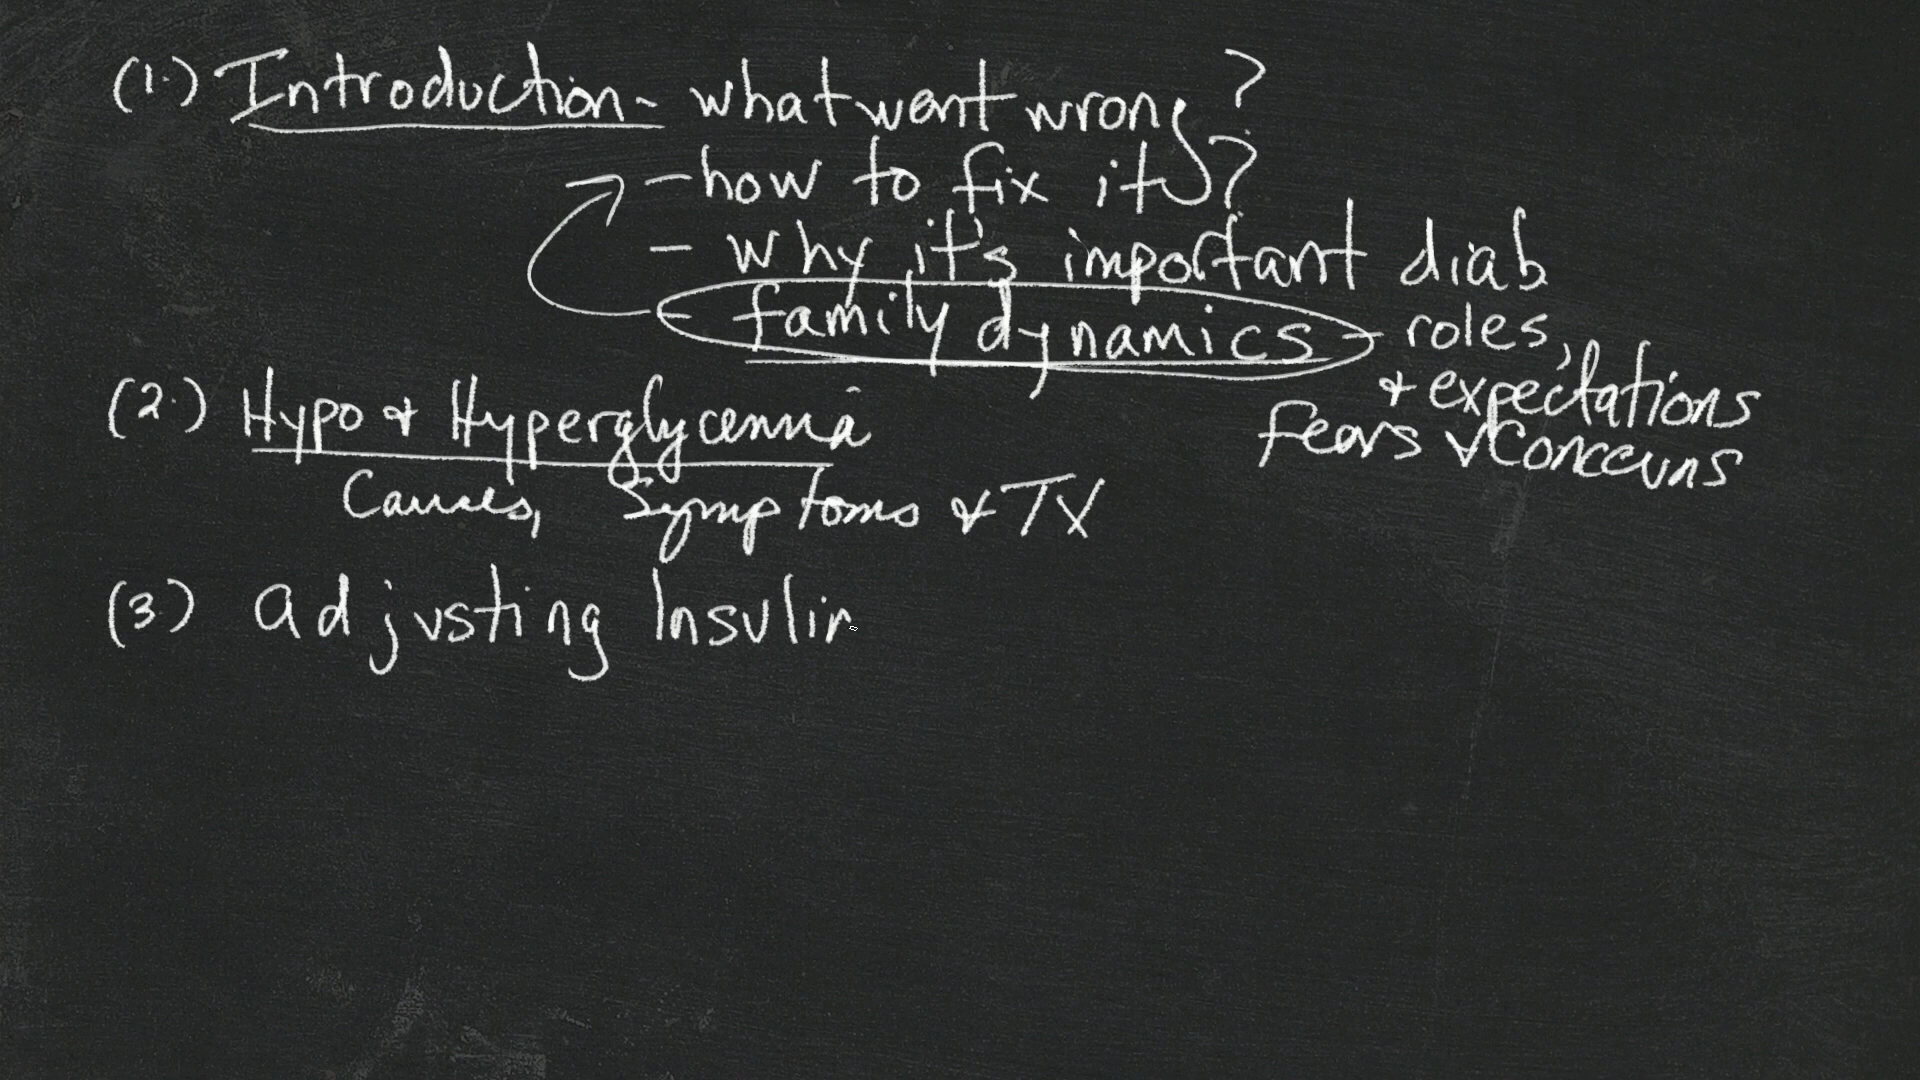 (1.) Introduction - what went wrong?
- how to fix it?
- why it's important diab
- family dynamics - roles,
& expectations
fears & concerns
(2.) Hypo & Hyperglycemia
Causes, Symptoms & TX
(3.) Adjusting Insulin